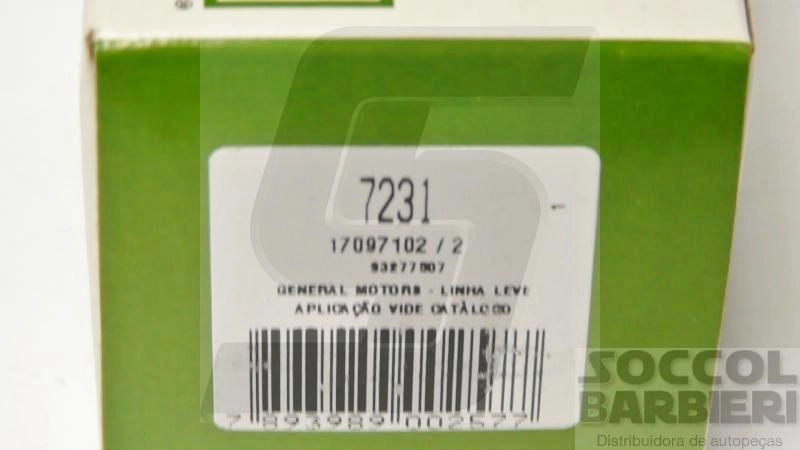 ®
7231
1
17097102 / 2
93277807
GENERAL MOTORS - LINHA LEVE
APLICAÇÃO VIDE CATÁLOGO
7 893989 002577
SOCCOL
BARBIERI
Distribuidora de autopeças